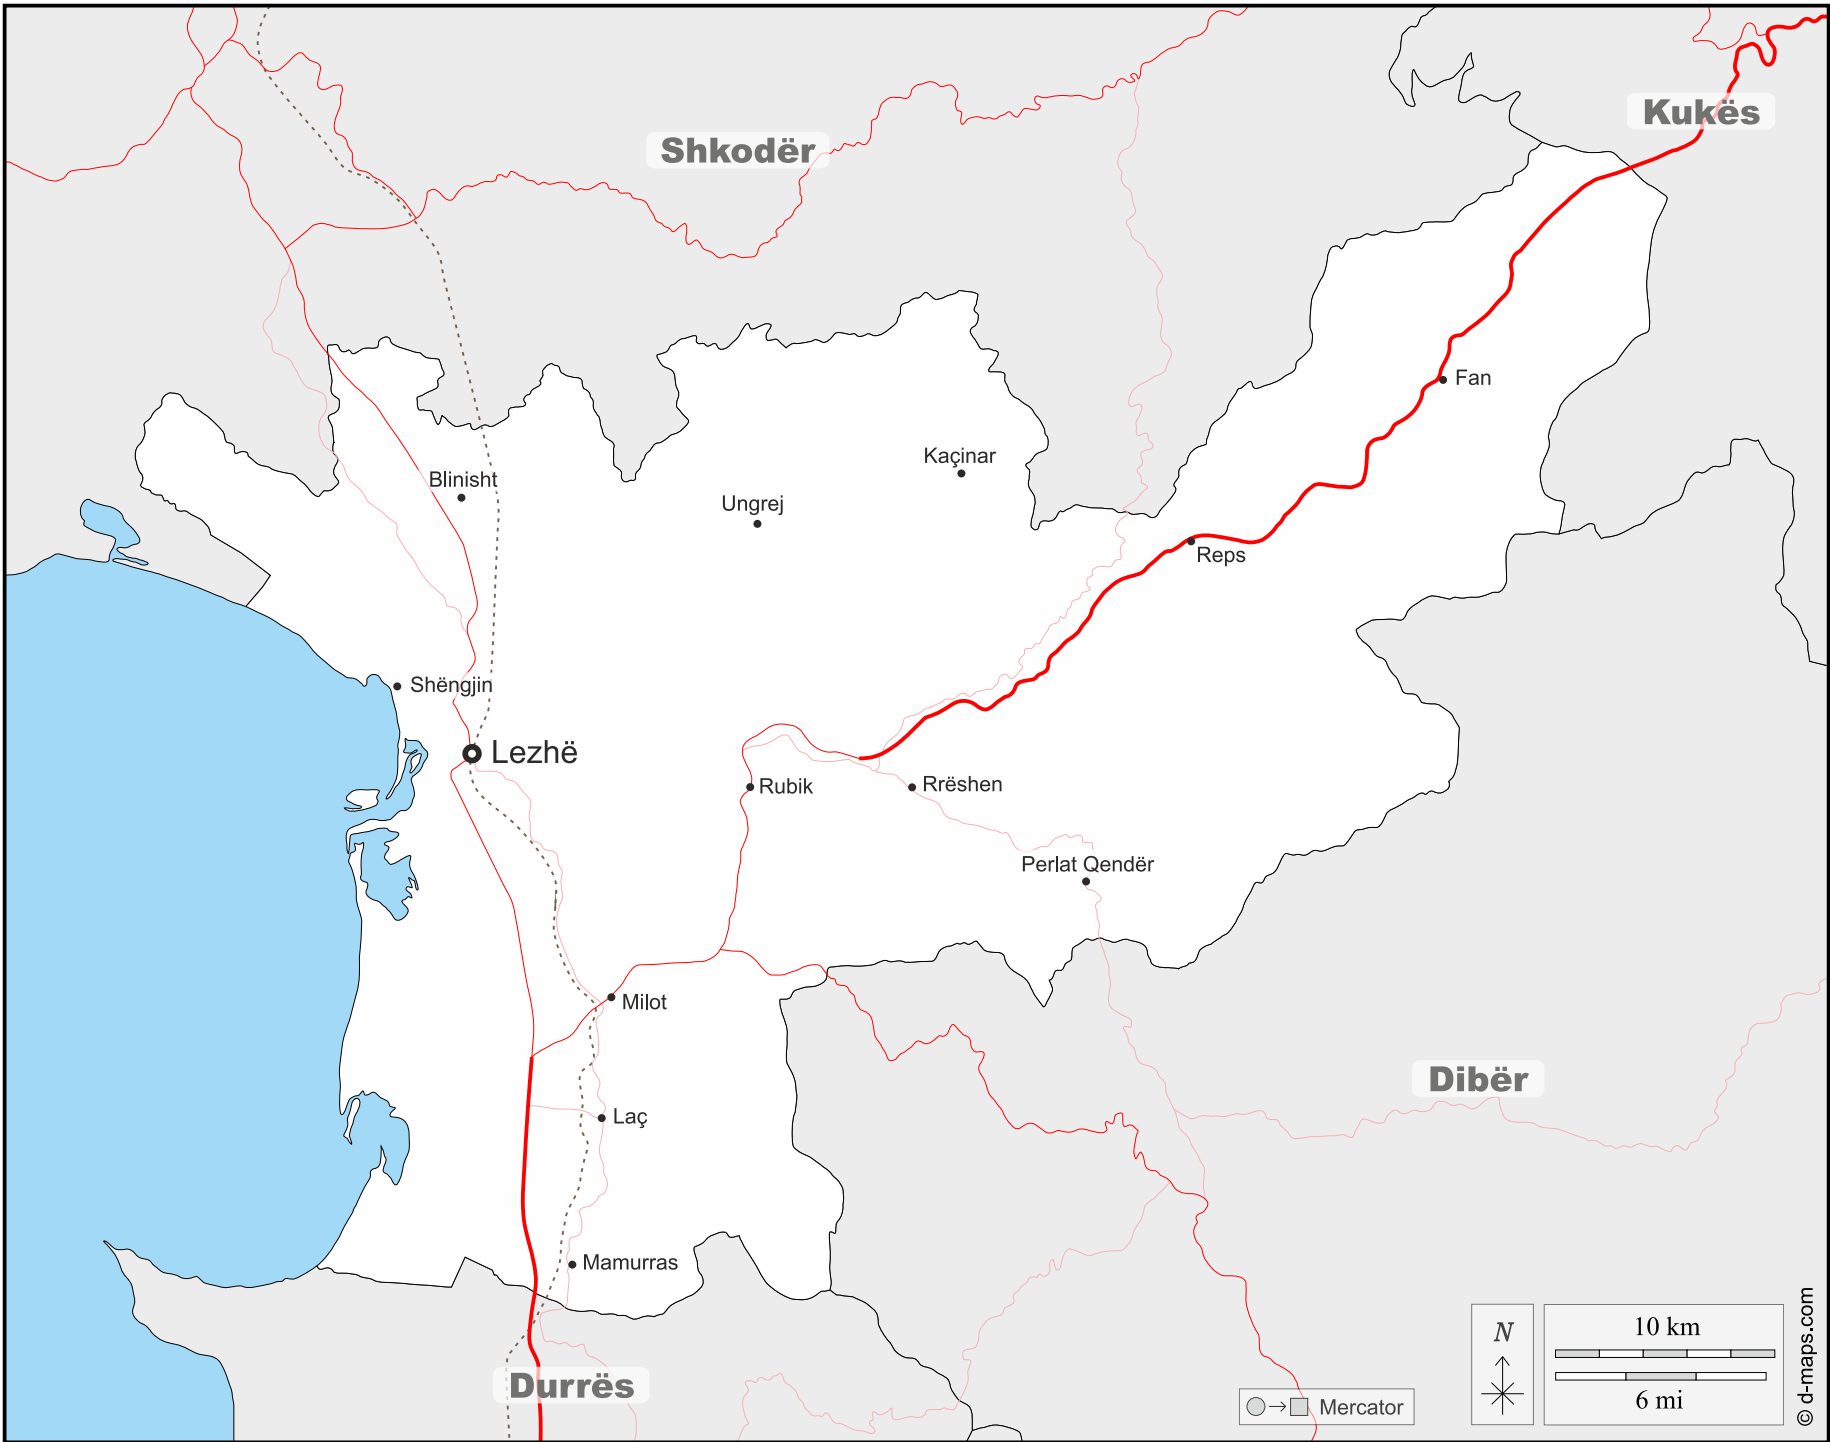 Kukës
Shkodër
Fan
Kaçinar
Blinisht
Ungrej
Reps
Shëngjin
Lezhë
Rubik
Rrëshen
Perlat Qendër
Milot
Dibër
Laç
Mamurras
Durrës
N
10 km
6 mi
Mercator
© d-maps.com